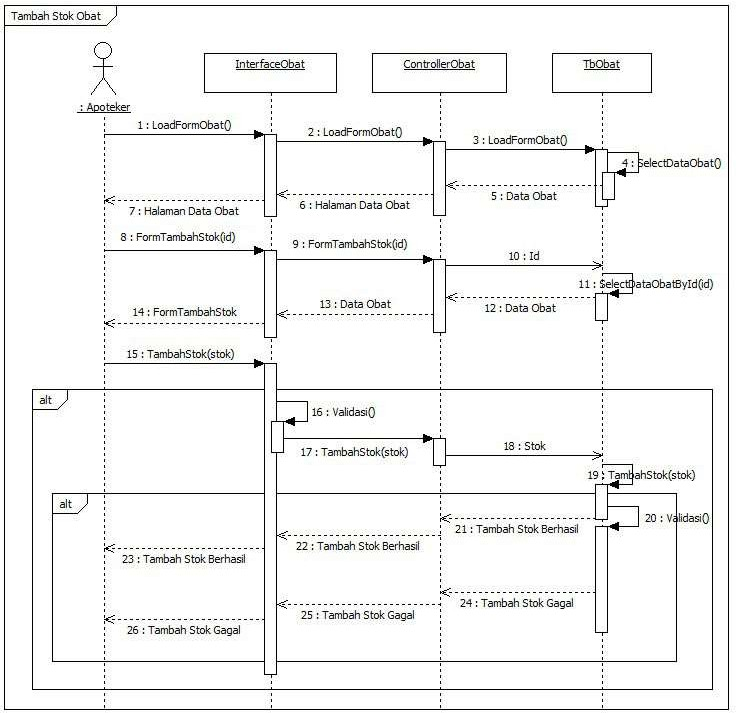 Tambah Stok Obat
InterfaceObat
ControllerObat
TbObat
: Apoteker
1 : LoadFormObat()
2 : LoadFormObat()
3 : LoadFormObat()
4 : SelectDataObat()
5 : Data Obat
6 : Halaman Data Obat
7 : Halaman Data Obat
8 : FormTambahStok(id)
9 : FormTambahStok(id)
10 : Id
11 : SelectDataObatById(id)
12 : Data Obat
13 : Data Obat
14 : FormTambahStok
15 : TambahStok(stok)
alt
16 : Validasi()
17 : TambahStok(stok)
18 : Stok
19 : TambahStok(stok)
alt
20 : Validasi()
21 : Tambah Stok Berhasil
22 : Tambah Stok Berhasil
23 : Tambah Stok Berhasil
24 : Tambah Stok Gagal
25 : Tambah Stok Gagal
26 : Tambah Stok Gagal